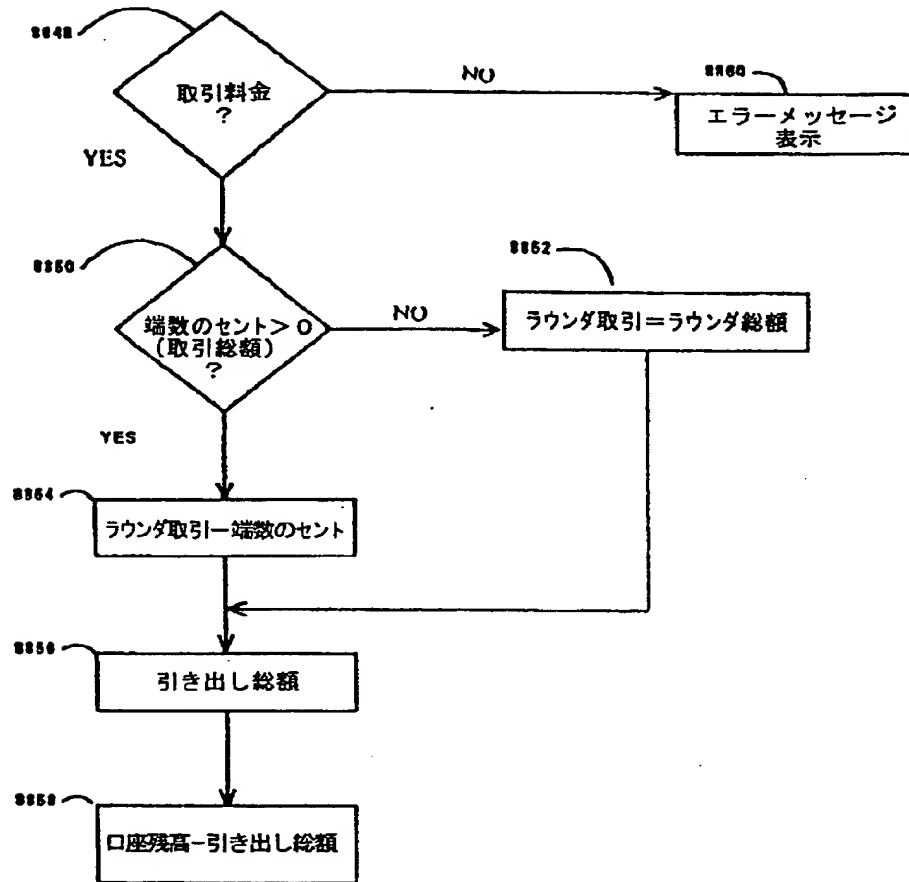 取引料金
?
NO
エラーメッセージ
表示
YES
端数のセント>0
(取引総額)
?
NO
ラウンダ取引=ラウンダ総額
YES
ラウンダ取引ー端数のセント
引き出し総額
口座残高-引き出し総額